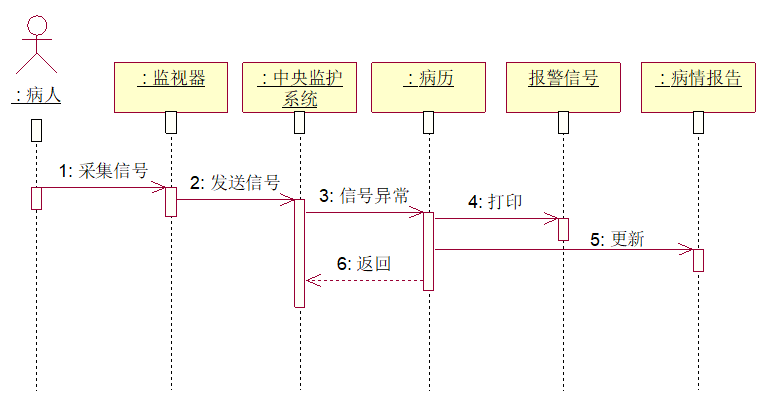 : 病人
: 监视器
: 中央监护
系统
: 病历
报警信号
: 病情报告
1: 采集信号
2: 发送信号
3: 信号异常
4: 打印
5: 更新
6: 返回